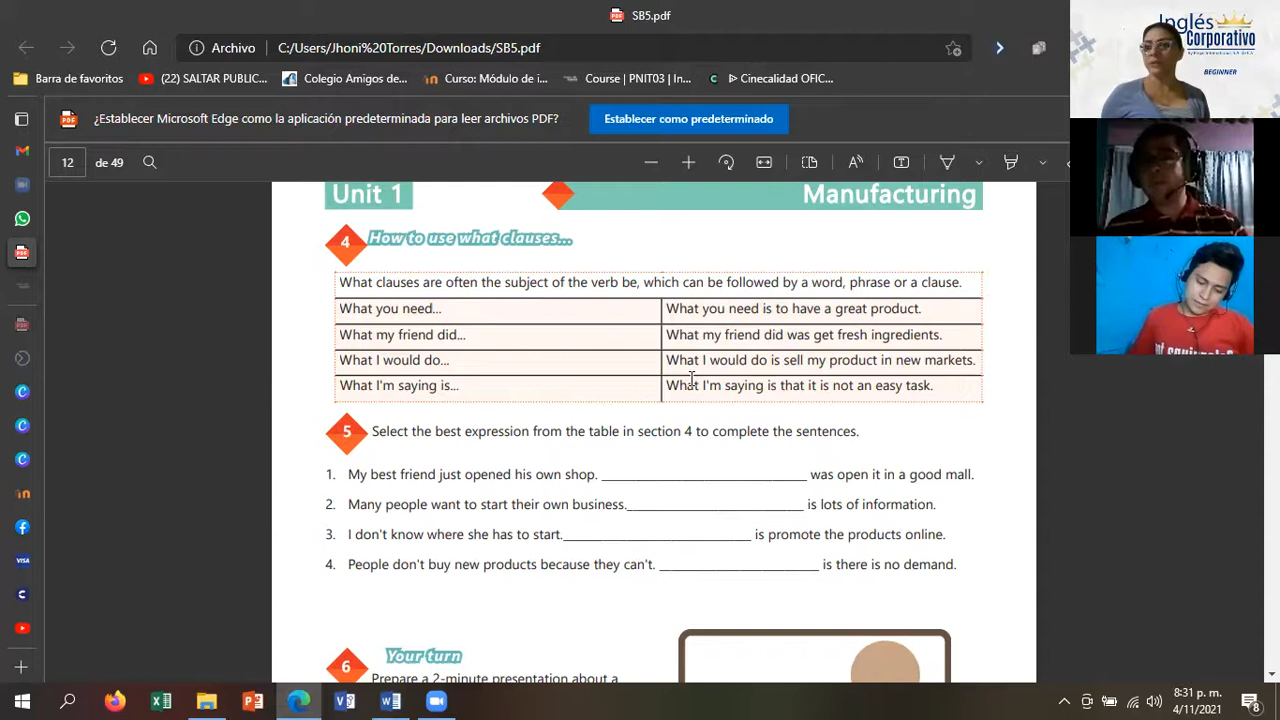 SB5.pdf
Archivo C:/Users/Jhoni%20Torres/Downloads/SB5.pdf
Barra de favoritos (22) SALTAR PUBLIC... Colegio Amigos de... Curso: Módulo de i... Course | PNIT03 | In... ᐅ Cinecalidad OFIC...
¿Establecer Microsoft Edge como la aplicación predeterminada para leer archivos PDF? Establecer como predeterminado
12 de 49
Unit 1 Manufacturing
4 How to use what clauses...
What clauses are often the subject of the verb be, which can be followed by a word, phrase or a clause.
What you need... What you need is to have a great product.
What my friend did... What my friend did was get fresh ingredients.
What I would do... What I would do is sell my product in new markets.
What I'm saying is... What I'm saying is that it is not an easy task.
5 Select the best expression from the table in section 4 to complete the sentences.
1. My best friend just opened his own shop. ____________________ was open it in a good mall.
2. Many people want to start their own business.____________________ is lots of information.
3. I don't know where she has to start.____________________ is promote the products online.
4. People don't buy new products because they can't. ____________________ is there is no demand.
6 Your turn
Prepare a 2-minute presentation about a
Inglés
Corporativo
BEGINNER
8:31 p. m.
4/11/2021
8